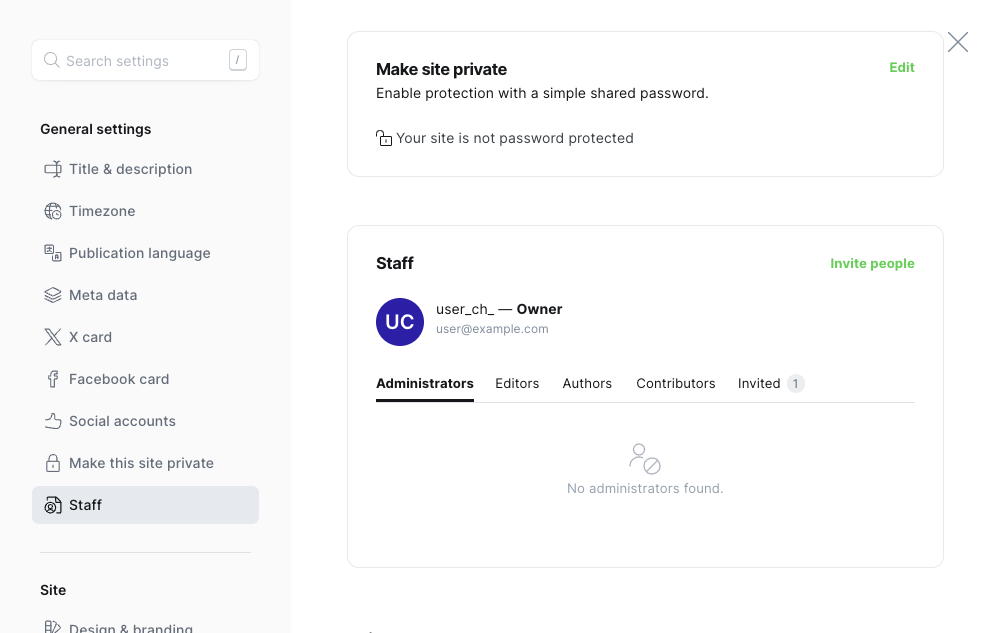 Search settings /
General settings
Title & description
Timezone
Publication language
Meta data
X card
Facebook card
Social accounts
Make this site private
Staff
Site
Design & branding
Make site private
Edit
Enable protection with a simple shared password.
Your site is not password protected
Staff
Invite people
UC
user_ch_ — Owner
user@example.com
Administrators Editors Authors Contributors Invited 1
No administrators found.